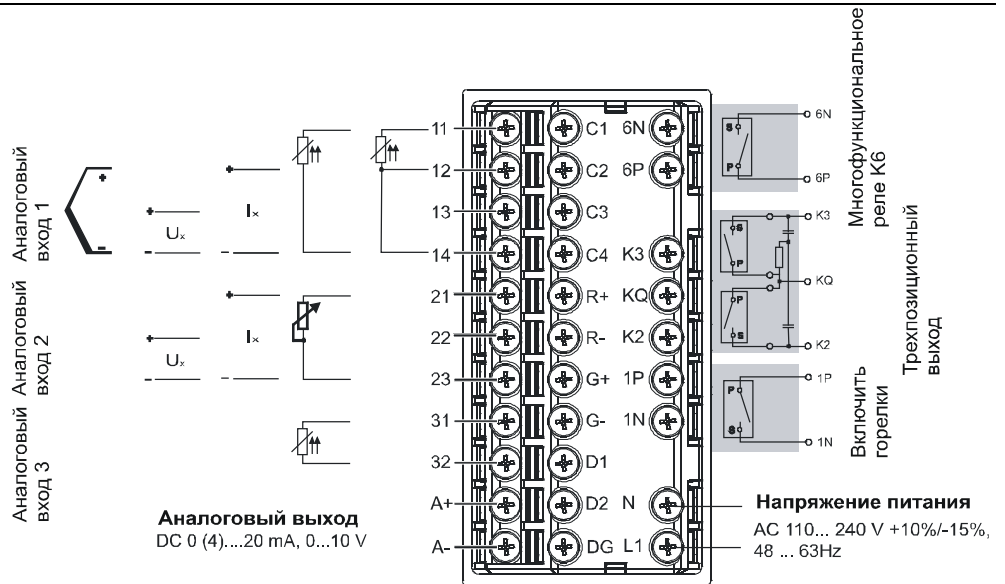 Аналоговый
вход 1
Аналоговый
вход 2
Аналоговый
вход 3
+
-
+
-
Uₓ
+
-
Iₓ
+
-
Uₓ
+
-
Iₓ
11
12
13
14
21
22
23
31
32
A+
A-
C1
C2
C3
C4
R+
R-
G+
G-
D1
D2
DG
6N
6P
K3
KQ
K2
1P
1N
N
L1
S
P
6N
6P
S
P
P
S
K3
KQ
K2
P
S
1P
1N
Многофункциональное
реле K6
Трехпозиционный
выход
Включить
горелки
Аналоговый выход
DC 0 (4)....20 mA, 0...10 V
Напряжение питания
AC 110... 240 V +10%/-15%,
48 ... 63Hz